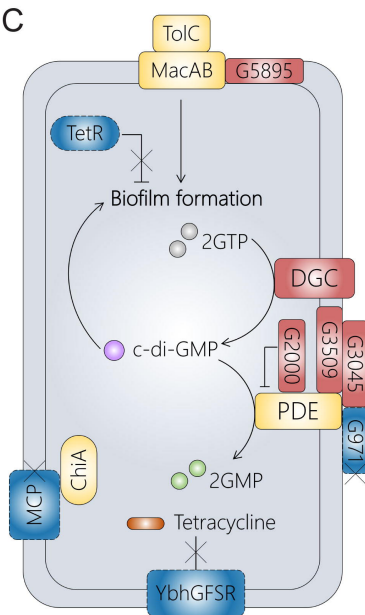 C
TolC
MacAB
G5895
TetR
Biofilm formation
2GTP
DGC
c-di-GMP
G2000
G3509
G3045
PDE
G971
ChiA
MCP
2GMP
Tetracycline
YbhGFSR